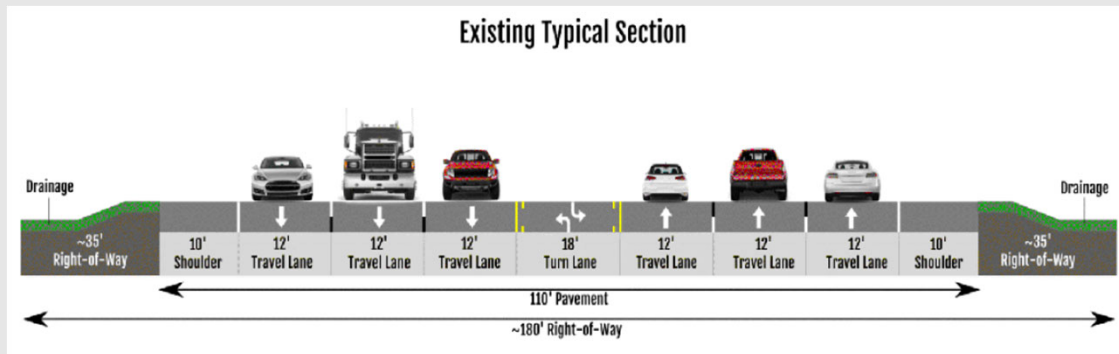 Existing Typical Section
Drainage
Drainage
~35'
Right-of-Way
10'
Shoulder
12'
Travel Lane
12'
Travel Lane
12'
Travel Lane
18'
Turn Lane
12'
Travel Lane
12'
Travel Lane
12'
Travel Lane
10'
Shoulder
~35'
Right-of-Way
110' Pavement
~180' Right-of-Way